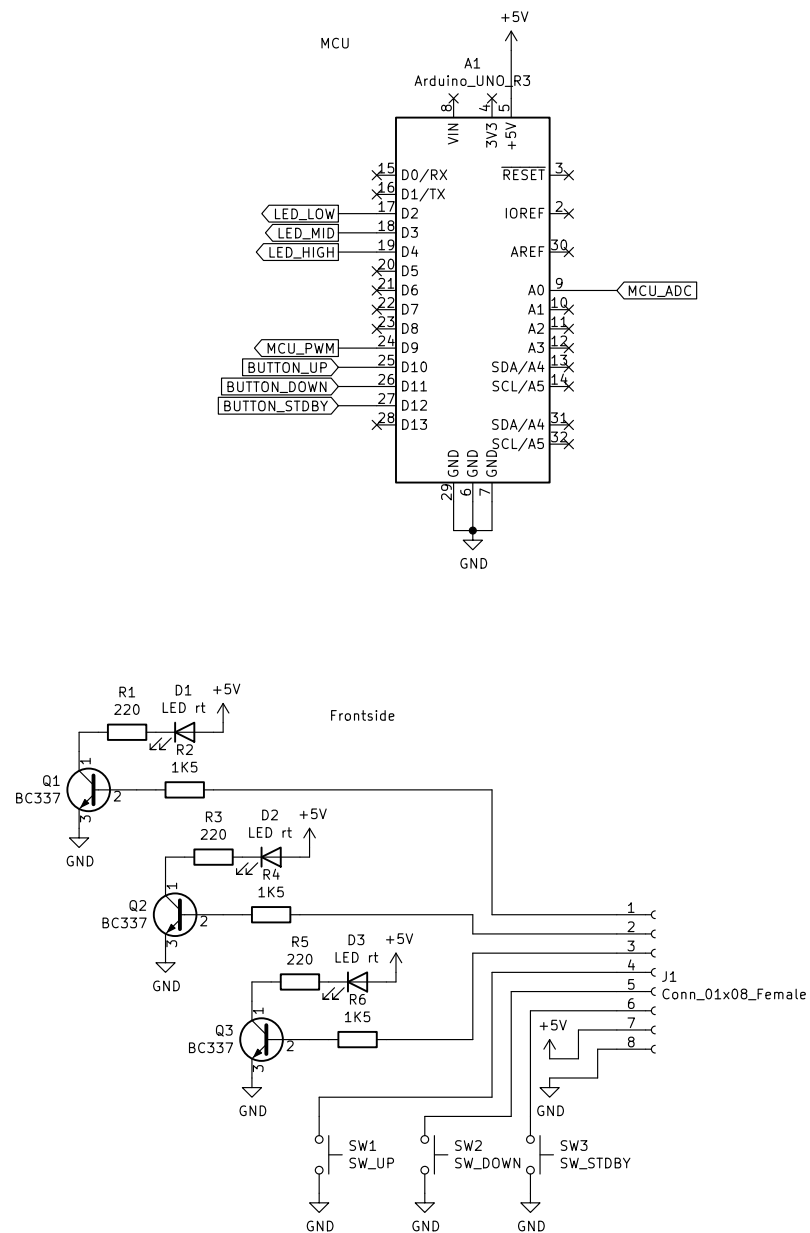 +5V
MCU
A1
Arduino_UNO_R3
8 4 5
VIN 3V3 +5V
15 D0/RX RESET 3
16 D1/TX
LED_LOW 17 D2 IOREF 2
LED_MID 18 D3
LED_HIGH 19 D4 AREF 30
20 D5
21 D6 A0 9 MCU_ADC
22 D7 A1 10
23 D8 A2 11
MCU_PWM 24 D9 A3 12
BUTTON_UP 25 D10 SDA/A4 13
BUTTON_DOWN 26 D11 SCL/A5 14
BUTTON_STDBY 27 D12
28 D13 SDA/A4 31
SCL/A5 32
GND GND GND
29 6 7
GND
R1 D1 +5V
220 LED rt
Frontside
R2
1K5
Q1 1
BC337 2
3
GND
R3 D2 +5V
220 LED rt
R4
1K5
Q2 1
BC337 2
3
GND
R5 D3 +5V
220 LED rt
R6
1K5
Q3 1
BC337 2
3
GND
1
2
3
4
J1
5 Conn_01x08_Female
6
+5V 7
8
GND
SW1 SW2 SW3
SW_UP SW_DOWN SW_STDBY
GND GND GND